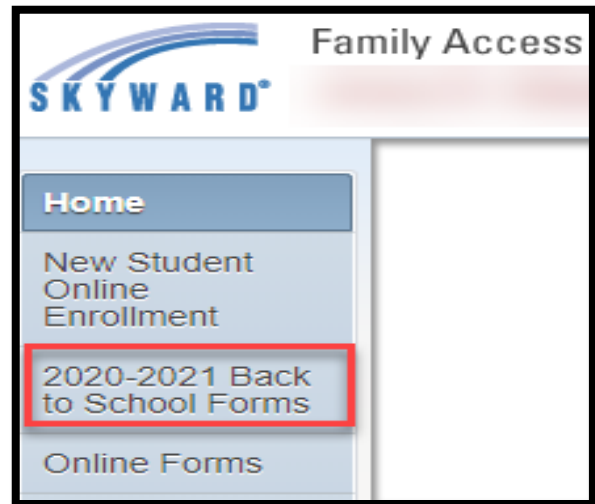 Family Access
SKYWARD®
Home
New Student
Online
Enrollment
2020-2021 Back
to School Forms
Online Forms